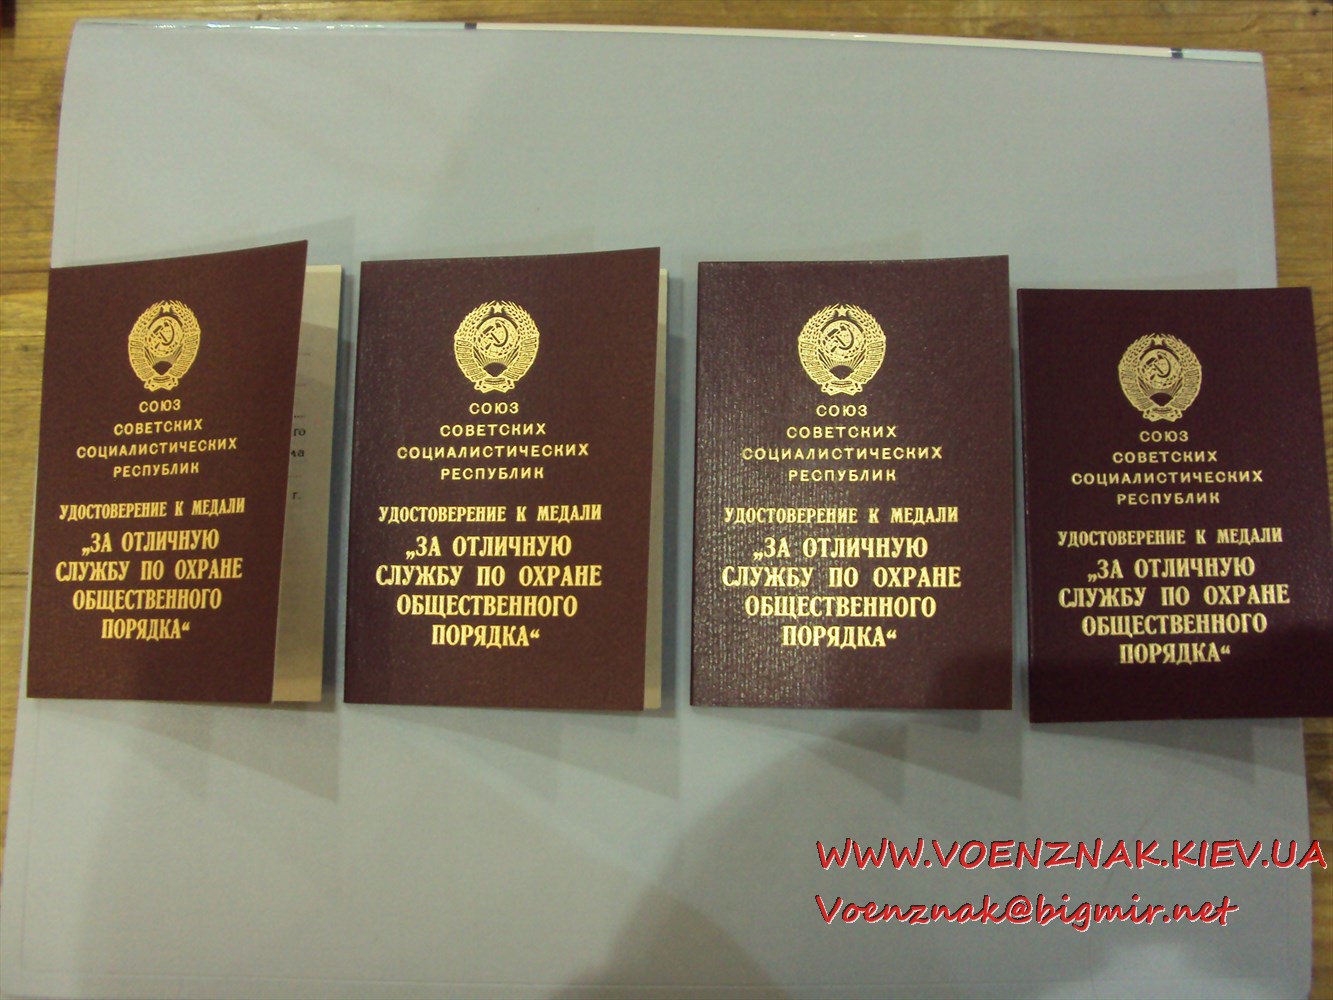 СОЮЗ
СОВЕТСКИХ
СОЦИАЛИСТИЧЕСКИХ
РЕСПУБЛИК
УДОСТОВЕРЕНИЕ К МЕДАЛИ
„ЗА ОТЛИЧНУЮ
СЛУЖБУ ПО ОХРАНЕ
ОБЩЕСТВЕННОГО
ПОРЯДКА“
го
г.
СОЮЗ
СОВЕТСКИХ
СОЦИАЛИСТИЧЕСКИХ
РЕСПУБЛИК
УДОСТОВЕРЕНИЕ К МЕДАЛИ
„ЗА ОТЛИЧНУЮ
СЛУЖБУ ПО ОХРАНЕ
ОБЩЕСТВЕННОГО
ПОРЯДКА“
СОЮЗ
СОВЕТСКИХ
СОЦИАЛИСТИЧЕСКИХ
РЕСПУБЛИК
УДОСТОВЕРЕНИЕ К МЕДАЛИ
„ЗА ОТЛИЧНУЮ
СЛУЖБУ ПО ОХРАНЕ
ОБЩЕСТВЕННОГО
ПОРЯДКА“
СОЮЗ
СОВЕТСКИХ
СОЦИАЛИСТИЧЕСКИХ
РЕСПУБЛИК
УДОСТОВЕРЕНИЕ К МЕДАЛИ
„ЗА ОТЛИЧНУЮ
СЛУЖБУ ПО ОХРАНЕ
ОБЩЕСТВЕННОГО
ПОРЯДКА“
WWW.VOENZNAK.KIEV.UA
Voenznak@bigmir.net